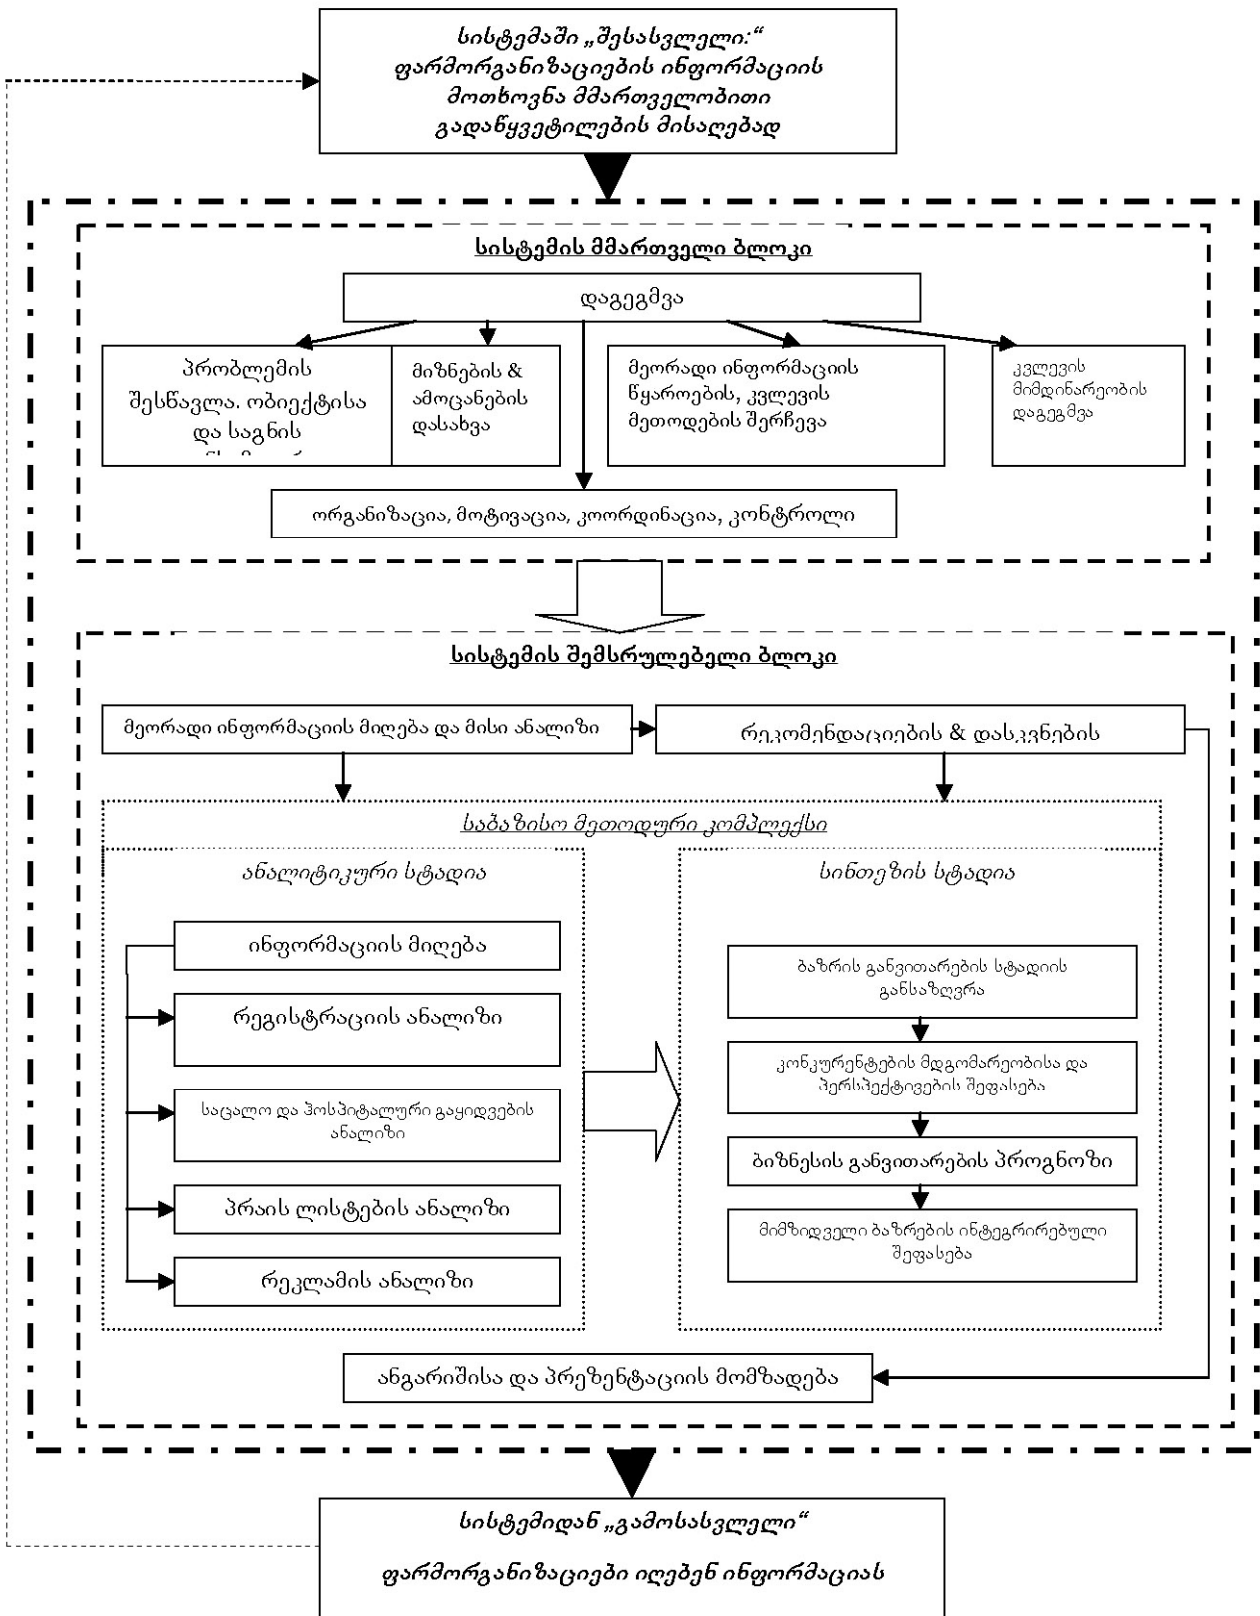 სისტემაში „შესასვლელი:“
ფარმორგანიზაციების ინფორმაციის
მოთხოვნა მმართველობითი
გადაწყვეტილების მისაღებად
სისტემის მმართველი ბლოკი
დაგეგმვა
პრობლემის
შესწავლა. ობიექტისა
და საგნის
მიზნების &
ამოცანების
დასახვა
მეორადი ინფორმაციის
წყაროების, კვლევის
მეთოდების შერჩევა
კვლევის
მიმდინარეობის
დაგეგმვა
ორგანიზაცია, მოტივაცია, კოორდინაცია, კონტროლი
სისტემის შემსრულებელი ბლოკი
მეორადი ინფორმაციის მიღება და მისი ანალიზი
რეკომენდაციების & დასკვნების
საბაზისო მეთოდური კომპლექსი
ანალიტიკური სტადია
ინფორმაციის მიღება
რეგისტრაციის ანალიზი
საცალო და ჰოსპიტალური გაყიდვების
ანალიზი
პრაის ლისტების ანალიზი
რეკლამის ანალიზი
სინთეზის სტადია
ბაზრის განვითარების სტადიის
განსაზღვრა
კონკურენტების მდგომარეობისა და
პერსპექტივების შეფასება
ბიზნესის განვითარების პროგნოზი
მიმზიდველი ბაზრების ინტეგრირებული
შეფასება
ანგარიშისა და პრეზენტაციის მომზადება
სისტემიდან „გამოსასვლელი“
ფარმორგანიზაციები იღებენ ინფორმაციას